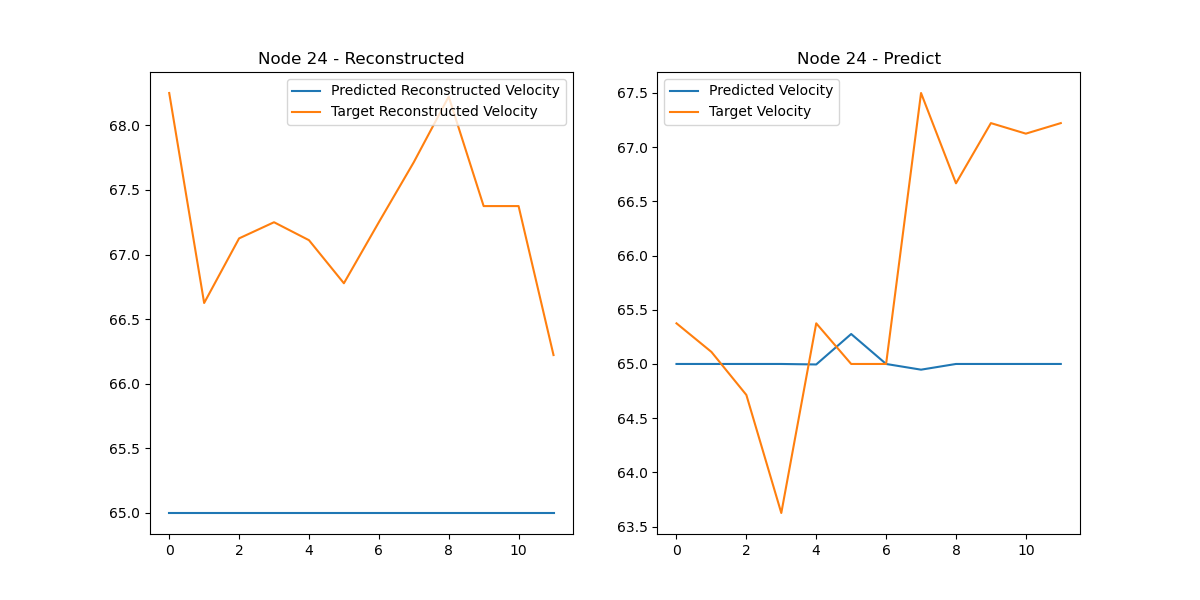 Node 24 - Reconstructed
Predicted Reconstructed Velocity
Target Reconstructed Velocity
68.0
67.5
67.0
66.5
66.0
65.5
65.0
0 2 4 6 8 10
Node 24 - Predict
Predicted Velocity
Target Velocity
67.5
67.0
66.5
66.0
65.5
65.0
64.5
64.0
63.5
0 2 4 6 8 10